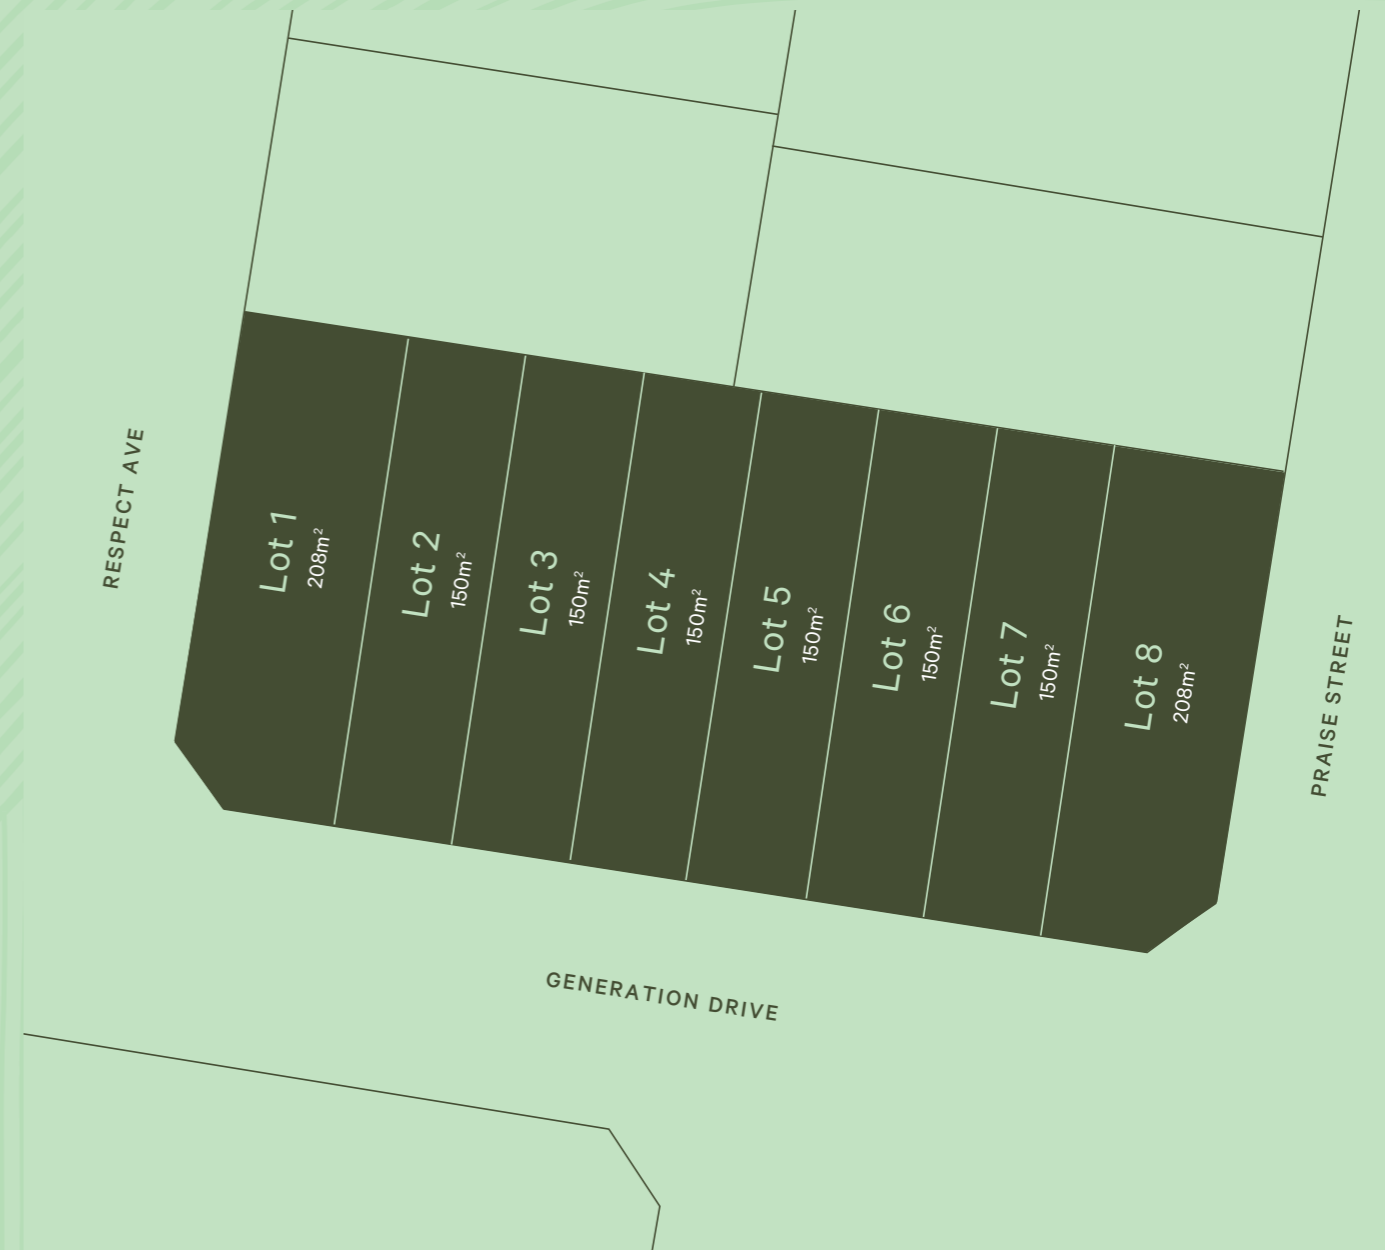 RESPECT AVE
Lot 1
208m²
Lot 2
150m²
Lot 3
150m²
Lot 4
150m²
Lot 5
150m²
Lot 6
150m²
Lot 7
150m²
Lot 8
208m²
PRAISE STREET
GENERATION DRIVE